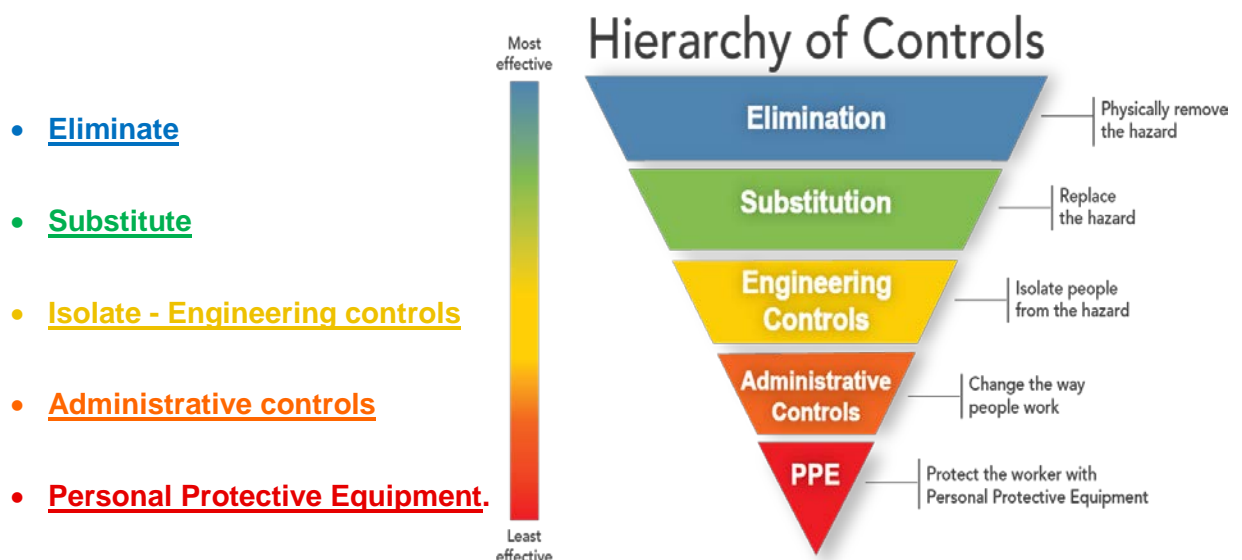 Hierarchy of Controls
Most
effective
• Eliminate
• Substitute
• Isolate - Engineering controls
• Administrative controls
• Personal Protective Equipment.
Least
effective
Elimination
Physically remove
the hazard
Substitution
Replace
the hazard
Engineering
Controls
Isolate people
from the hazard
Administrative
Controls
Change the way
people work
PPE
Protect the worker with
Personal Protective Equipment